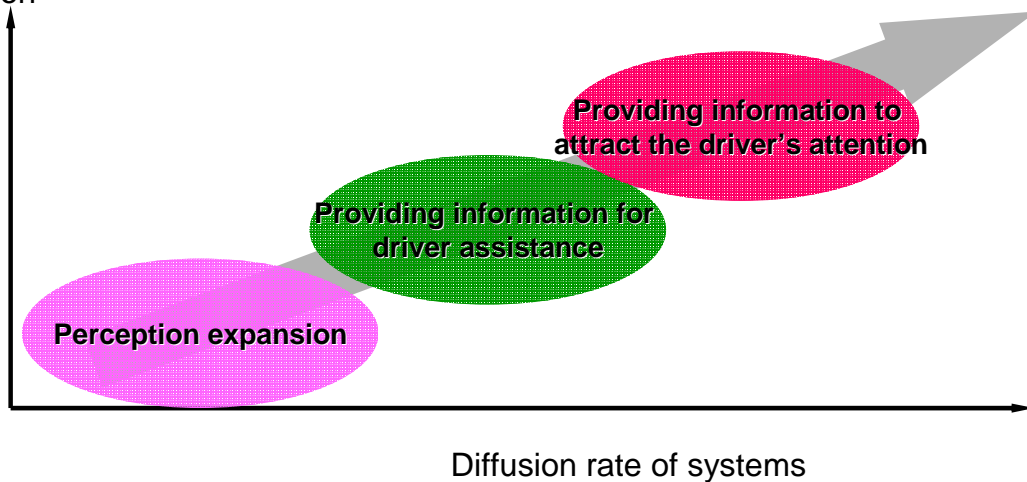 Providing information to
attract the driver's attention
Providing information for
driver assistance
Perception expansion
Diffusion rate of systems